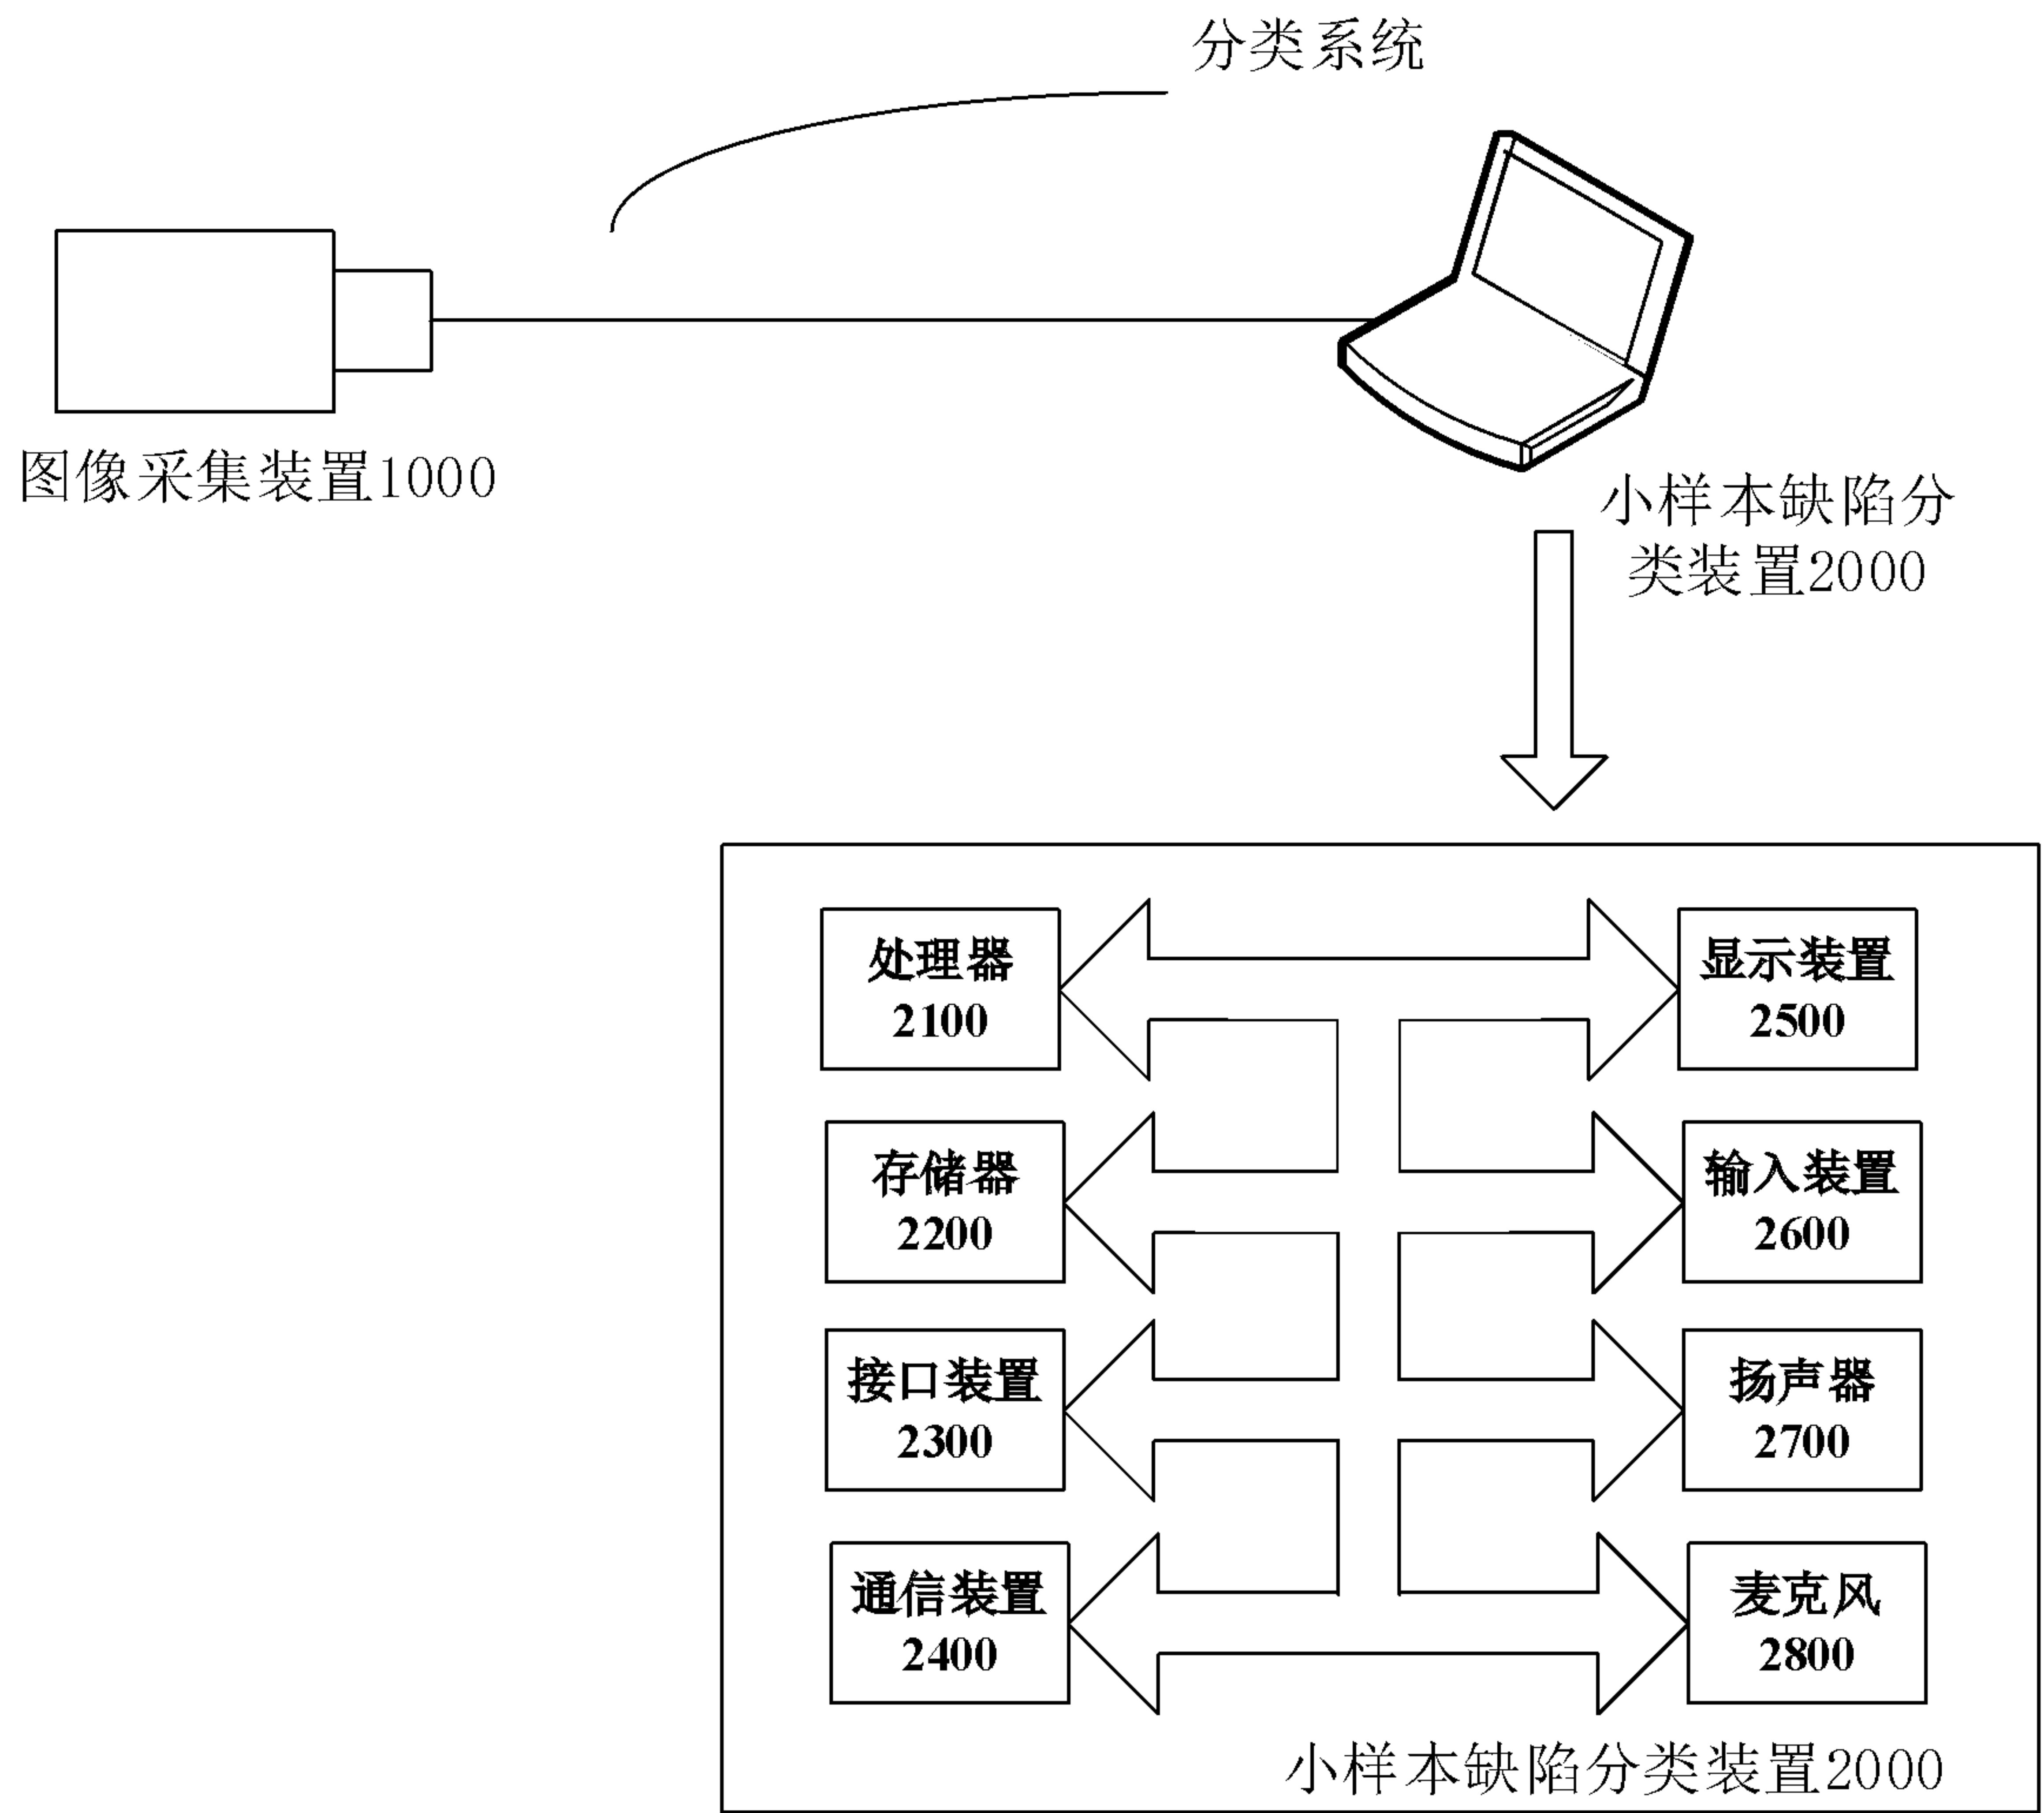 分类系统
图像采集装置1000
小样本缺陷分
类装置2000
处理器
2100
显示装置
2500
存储器
2200
输入装置
2600
接口装置
2300
扬声器
2700
通信装置
2400
麦克风
2800
小样本缺陷分类装置2000